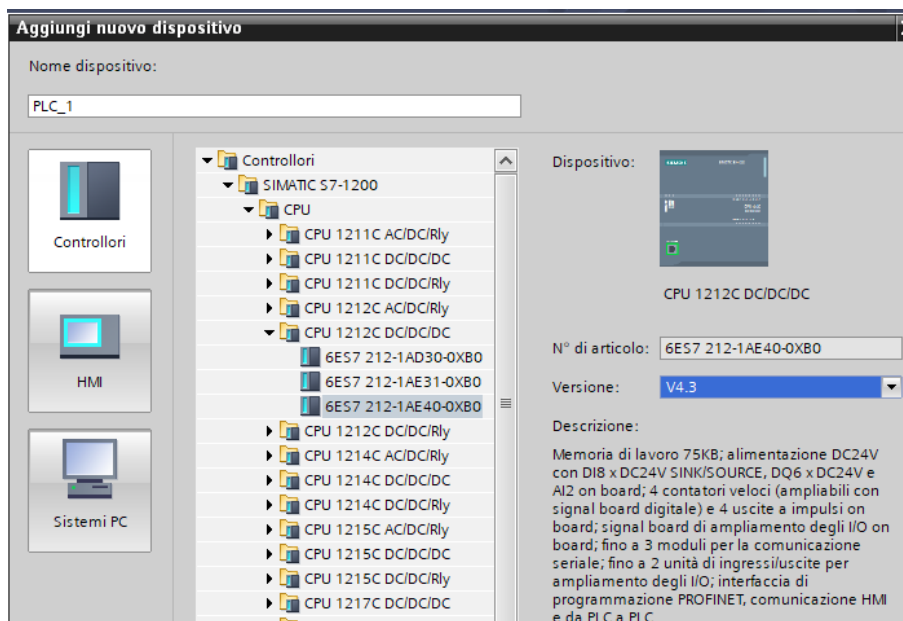 Aggiungi nuovo dispositivo
Nome dispositivo:
PLC_1
Controllori
HMI
Sistemi PC
Controllori
SIMATIC S7-1200
CPU
CPU 1211C AC/DC/Rly
CPU 1211C DC/DC/DC
CPU 1211C DC/DC/Rly
CPU 1212C AC/DC/Rly
CPU 1212C DC/DC/DC
6ES7 212-1AD30-0XB0
6ES7 212-1AE31-0XB0
6ES7 212-1AE40-0XB0
CPU 1212C DC/DC/Rly
CPU 1214C AC/DC/Rly
CPU 1214C DC/DC/DC
CPU 1214C DC/DC/Rly
CPU 1215C AC/DC/Rly
CPU 1215C DC/DC/DC
CPU 1215C DC/DC/Rly
CPU 1217C DC/DC/DC
Dispositivo:
CPU 1212C DC/DC/DC
N° di articolo: 6ES7 212-1AE40-0XB0
Versione: V4.3
Descrizione:
Memoria di lavoro 75KB; alimentazione DC24V
con DI8 x DC24V SINK/SOURCE, DQ6 x DC24V e
AI2 on board; 4 contatori veloci (ampliabili con
signal board digitale) e 4 uscite a impulsi on
board; signal board di ampliamento degli I/O on
board; fino a 3 moduli per la comunicazione
seriale; fino a 2 unità di ingressi/uscite per
ampliamento degli I/O; interfaccia di
programmazione PROFINET, comunicazione HMI
e da PLC a PLC